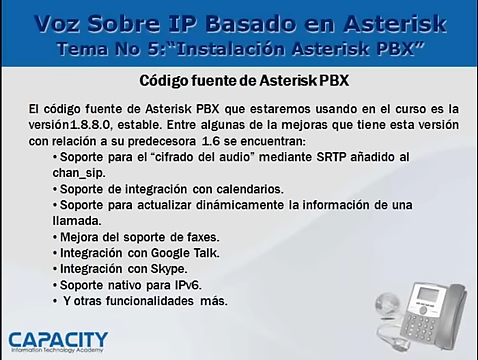 Voz Sobre IP Basado en Asterisk
Tema No 5:“Instalación Asterisk PBX”
Código fuente de Asterisk PBX
El código fuente de Asterisk PBX que estaremos usando en el curso es la
versión1.8.8.0, estable. Entre algunas de la mejoras que tiene esta versión
con relación a su predecesora 1.6 se encuentran:
• Soporte para el “cifrado del audio” mediante SRTP añadido al
chan_sip.
• Soporte de integración con calendarios.
• Soporte para actualizar dinámicamente la información de una
llamada.
• Mejora del soporte de faxes.
• Integración con Google Talk.
• Integración con Skype.
• Soporte nativo para IPv6.
• Y otras funcionalidades más.
CAPACITY
Information Technology Academy